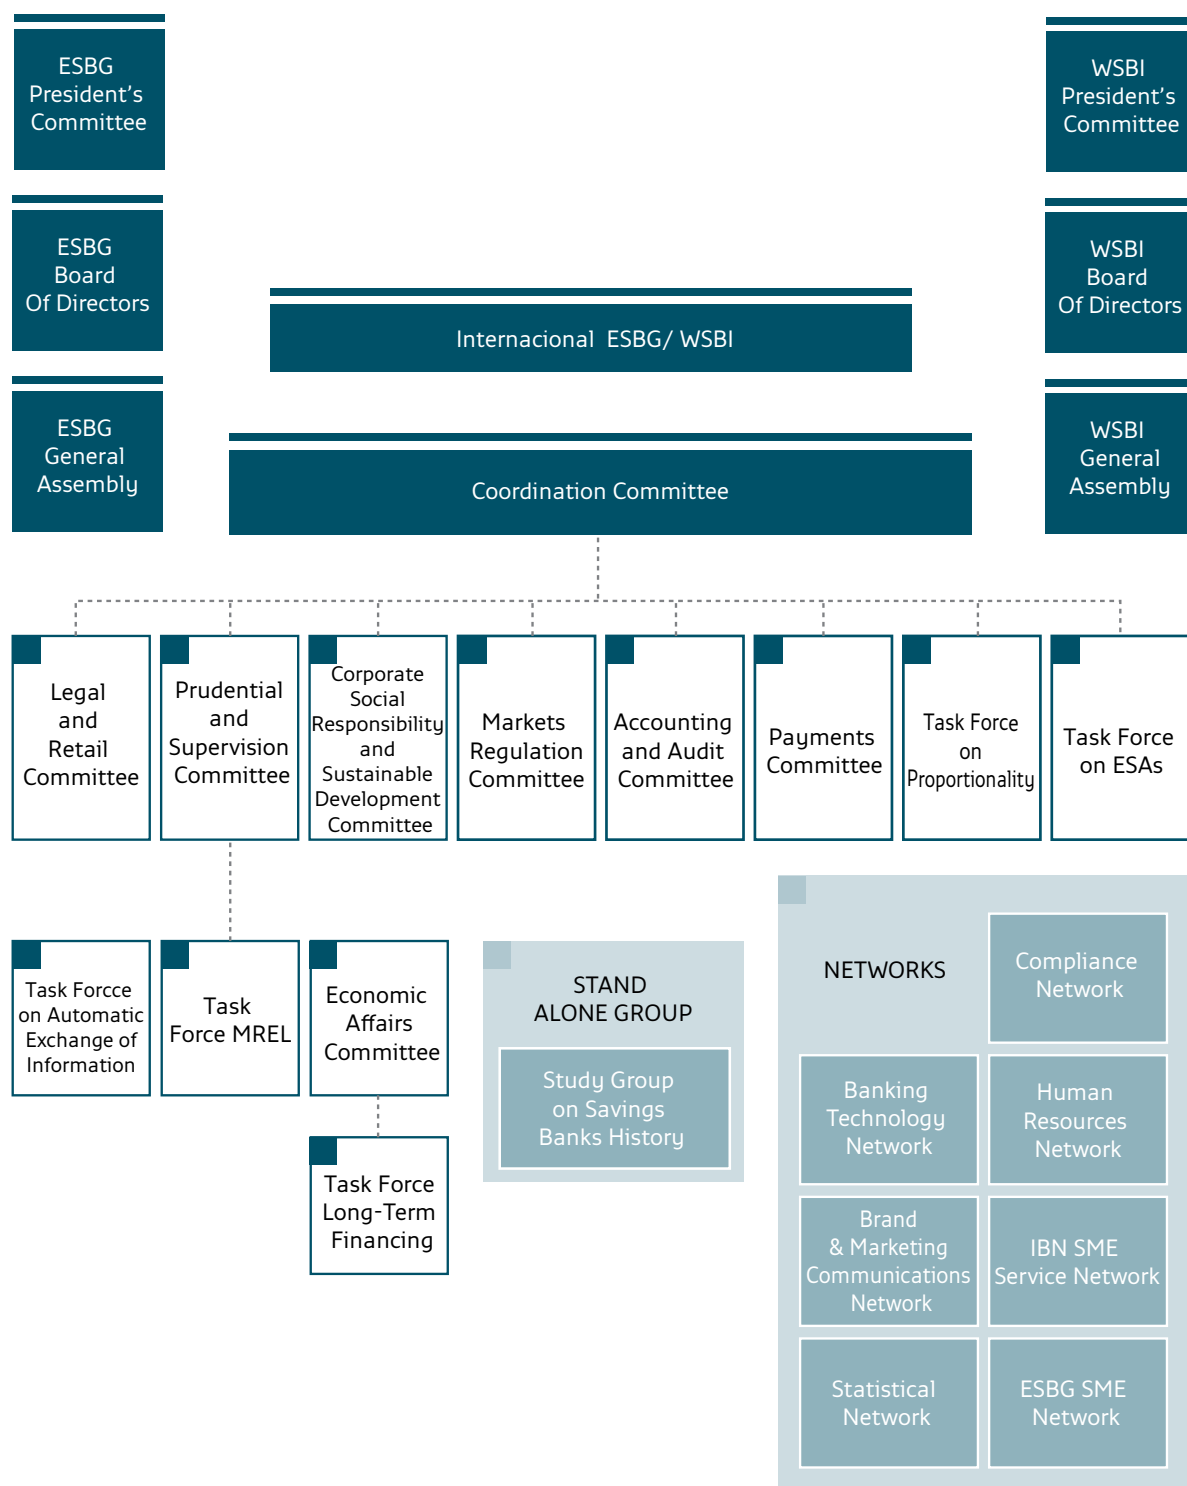 ESBG
President's
Committee
WSBI
President's
Committee
ESBG
Board
Of Directors
WSBI
Board
Of Directors
Internacional ESBG/ WSBI
ESBG
General
Assembly
WSBI
General
Assembly
Coordination Committee
Legal
and
Retail
Committee
Prudential
and
Supervision
Committee
Corporate
Social
Responsibility
and
Sustainable
Development
Committee
Markets
Regulation
Committee
Accounting
and Audit
Committee
Payments
Committee
Task Force
on
Proportionality
Task Force
on ESAs
Task Forcce
on Automatic
Exchange of
Information
Task
Force MREL
Economic
Affairs
Committee
Task Force
Long-Term
Financing
STAND
ALONE GROUP
Study Group
on Savings
Banks History
NETWORKS
Compliance
Network
Banking
Technology
Network
Human
Resources
Network
Brand
& Marketing
Communications
Network
IBN SME
Service Network
Statistical
Network
ESBG SME
Network